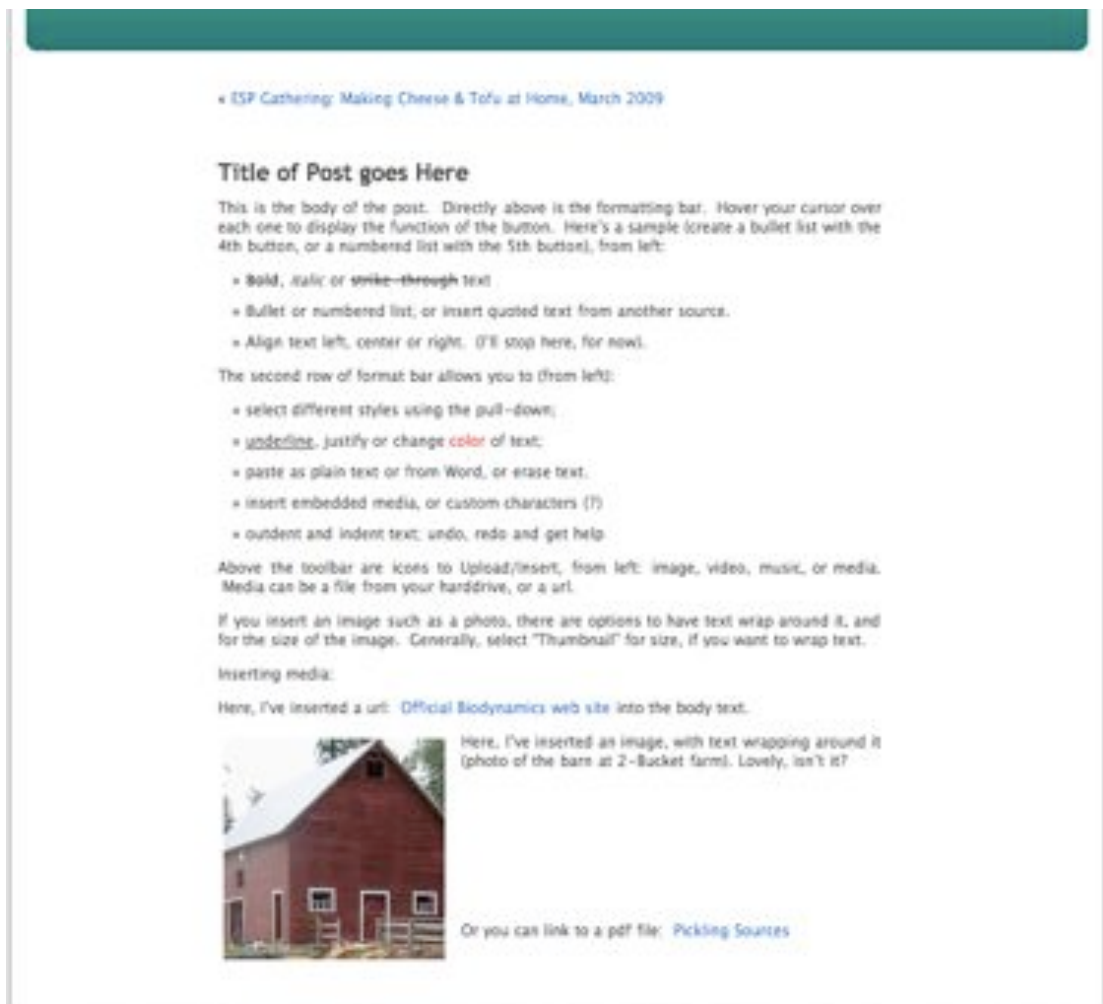 « ESP Gathering: Making Cheese & Tofu at Home, March 2009
Title of Post goes Here
This is the body of the post. Directly above is the formatting bar. Hover your cursor over
each one to display the function of the button. Here's a sample (create a bullet list with the
4th button, or a numbered list with the 5th button), from left:
» Bold, italic or strike-through text
» Bullet or numbered list; or insert quoted text from another source.
» Align text left, center or right. (I'll stop here, for now).
The second row of format bar allows you to (from left):
» select different styles using the pull-down;
» underline, justify or change color of text;
» paste as plain text or from Word, or erase text.
» insert embedded media, or custom characters (?)
» outdent and indent text; undo, redo and get help
Above the toolbar are icons to Upload/Insert, from left: image, video, music, or media.
Media can be a file from your harddrive, or a url.
If you insert an image such as a photo, there are options to have text wrap around it, and
for the size of the image. Generally, select "Thumbnail" for size, if you want to wrap text.
Inserting media:
Here, I've inserted a url: Official Biodynamics web site into the body text.
Here, I've inserted an image, with text wrapping around it
(photo of the barn at 2-Bucket farm). Lovely, isn't it?
Or you can link to a pdf file: Pickling Sources